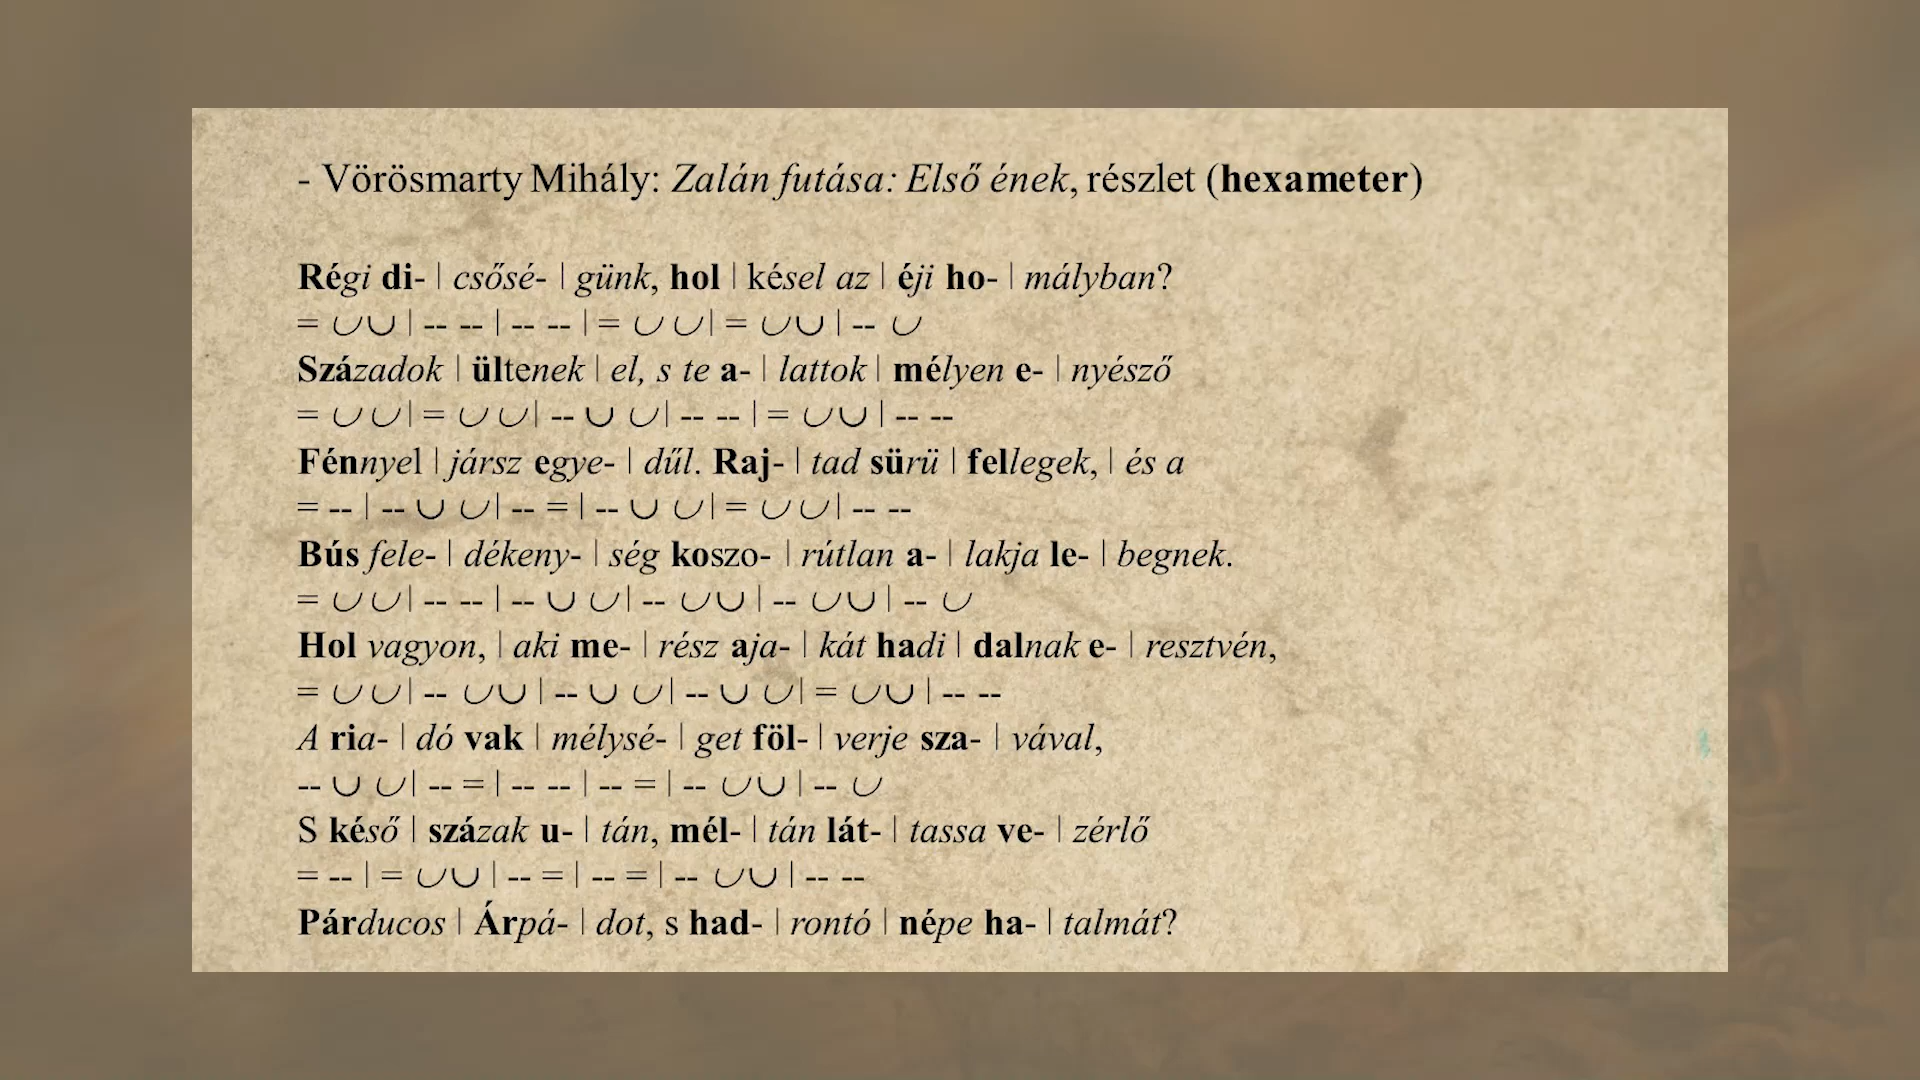 - Vörösmarty Mihály: Zalán futása: Első ének, részlet (hexameter)
Régi di- | csősé- | günk, hol | késel az | éji ho- | mályban?
= ∪∪ | -- -- | -- -- | = ∪ ∪ | = ∪∪ | -- ∪
Századok | ültenek | el, s te a- | lattok | mélyen e- | nyésző
= ∪ ∪ | = ∪ ∪ | -- ∪ ∪ | -- -- | = ∪∪ | -- --
Fénnyel | jársz egye- | dűl. Raj- | tad sürü | fellegek, | és a
= -- | -- ∪ ∪ | -- = | -- ∪ ∪ | = ∪ ∪ | -- --
Bús fele- | dékeny- | ség koszo- | rútlan a- | lakja le- | begnek.
= ∪ ∪ | -- -- | -- ∪ ∪ | -- ∪∪ | -- ∪∪ | -- ∪
Hol vagyon, | aki me- | rész aja- | kát hadi | dalnak e- | resztvén,
= ∪ ∪ | -- ∪∪ | -- ∪ ∪ | -- ∪ ∪ | = ∪∪ | -- --
A ria- | dó vak | mélysé- | get föl- | verje sza- | vával,
-- ∪ ∪ | -- = | -- -- | -- = | -- ∪∪ | -- ∪
S késő | százak u- | tán, mél- | tán lát- | tassa ve- | zérlő
= -- | = ∪∪ | -- = | -- = | -- ∪∪ | -- --
Párducos | Árpá- | dot, s had- | rontó | népe ha- | talmát?